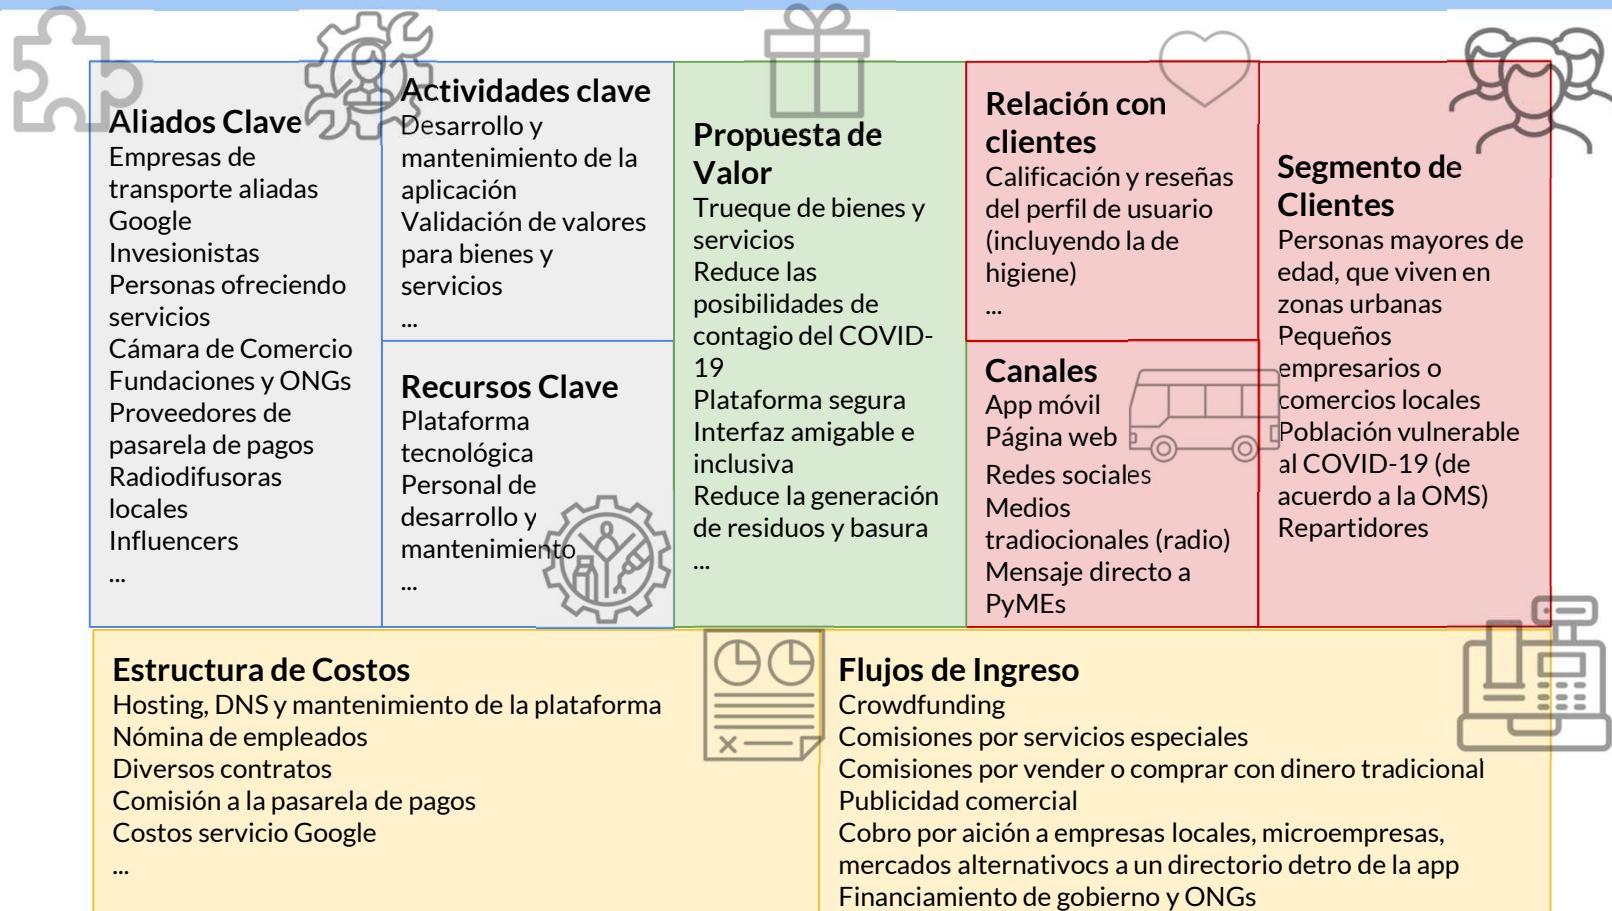 Aliados Clave
Empresas de
transporte aliadas
Google
Invesionistas
Personas ofreciendo
servicios
Cámara de Comercio
Fundaciones y ONGs
Proveedores de
pasarela de pagos
Radiodifusoras
locales
Influencers
...
Actividades clave
Desarrollo y
mantenimiento de la
aplicación
Validación de valores
para bienes y
servicios
...
Recursos Clave
Plataforma
tecnológica
Personal de
desarrollo y
mantenimiento
...
Propuesta de
Valor
Trueque de bienes y
servicios
Reduce las
posibilidades de
contagio del COVID-
19
Plataforma segura
Interfaz amigable e
inclusiva
Reduce la generación
de residuos y basura
...
Relación con
clientes
Calificación y reseñas
del perfil de usuario
(incluyendo la de
higiene)
...
Canales
App móvil
Página web
Redes sociales
Medios
tradiocionales (radio)
Mensaje directo a
PyMEs
Segmento de
Clientes
Personas mayores de
edad, que viven en
zonas urbanas
Pequeños
empresarios o
comercios locales
Población vulnerable
al COVID-19 (de
acuerdo a la OMS)
Repartidores
Estructura de Costos
Hosting, DNS y mantenimiento de la plataforma
Nómina de empleados
Diversos contratos
Comisión a la pasarela de pagos
Costos servicio Google
...
Flujos de Ingreso
Crowdfunding
Comisiones por servicios especiales
Comisiones por vender o comprar con dinero tradicional
Publicidad comercial
Cobro por aición a empresas locales, microempresas,
mercados alternativocs a un directorio detro de la app
Financiamiento de gobierno y ONGs